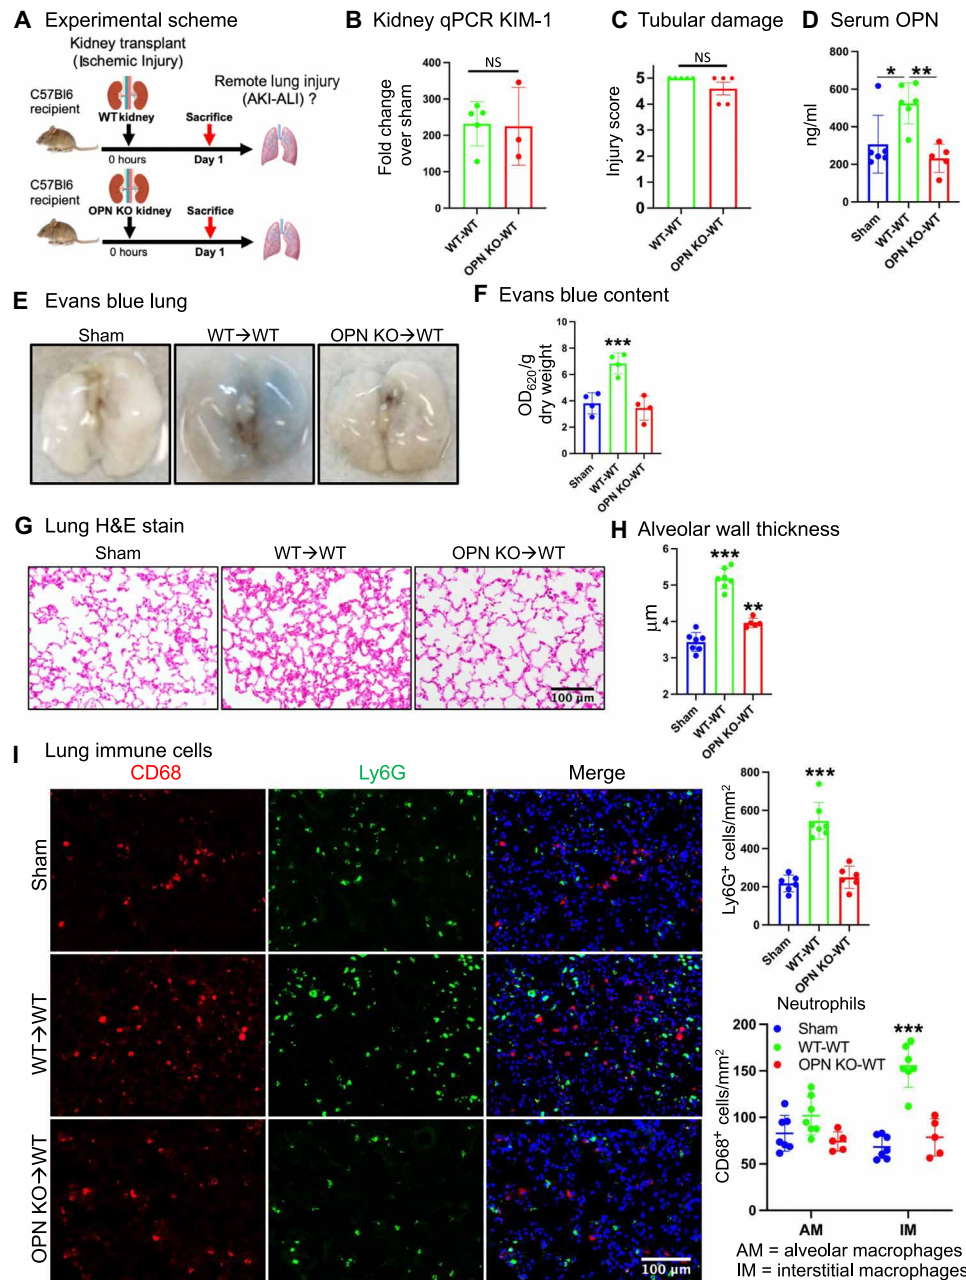 A Experimental scheme
Kidney transplant
(Ischemic Injury)
C57Bl6
recipient
WT kidney
Sacrifice
0 hours
Day 1
Remote lung injury
(AKI-ALI) ?
C57Bl6
recipient
OPN KO kidney
Sacrifice
0 hours
Day 1
B Kidney qPCR KIM-1
NS
Fold change
over sham
400
300
200
100
0
WT-WT
OPN KO-WT
C Tubular damage
NS
Injury score
5
4
3
2
1
0
WT-WT
OPN KO-WT
D Serum OPN
* **
ng/ml
800
600
400
200
0
Sham
WT-WT
OPN KO-WT
E Evans blue lung
Sham
WT→WT
OPN KO→WT
F Evans blue content
***
OD620/g
dry weight
10
8
6
4
2
0
Sham
WT-WT
OPN KO-WT
G Lung H&E stain
Sham
WT→WT
OPN KO→WT
100 µm
H Alveolar wall thickness
***
**
µm
6
5
4
3
2
Sham
WT-WT
OPN KO-WT
I Lung immune cells
CD68
Ly6G
Merge
Sham
WT→WT
OPN KO→WT
100 µm
***
Ly6G+ cells/mm2
800
600
400
200
0
Sham
WT-WT
OPN KO-WT
Neutrophils
Sham
WT-WT
OPN KO-WT
***
CD68+ cells/mm2
200
150
100
50
0
AM
IM
AM = alveolar macrophages
IM = interstitial macrophages